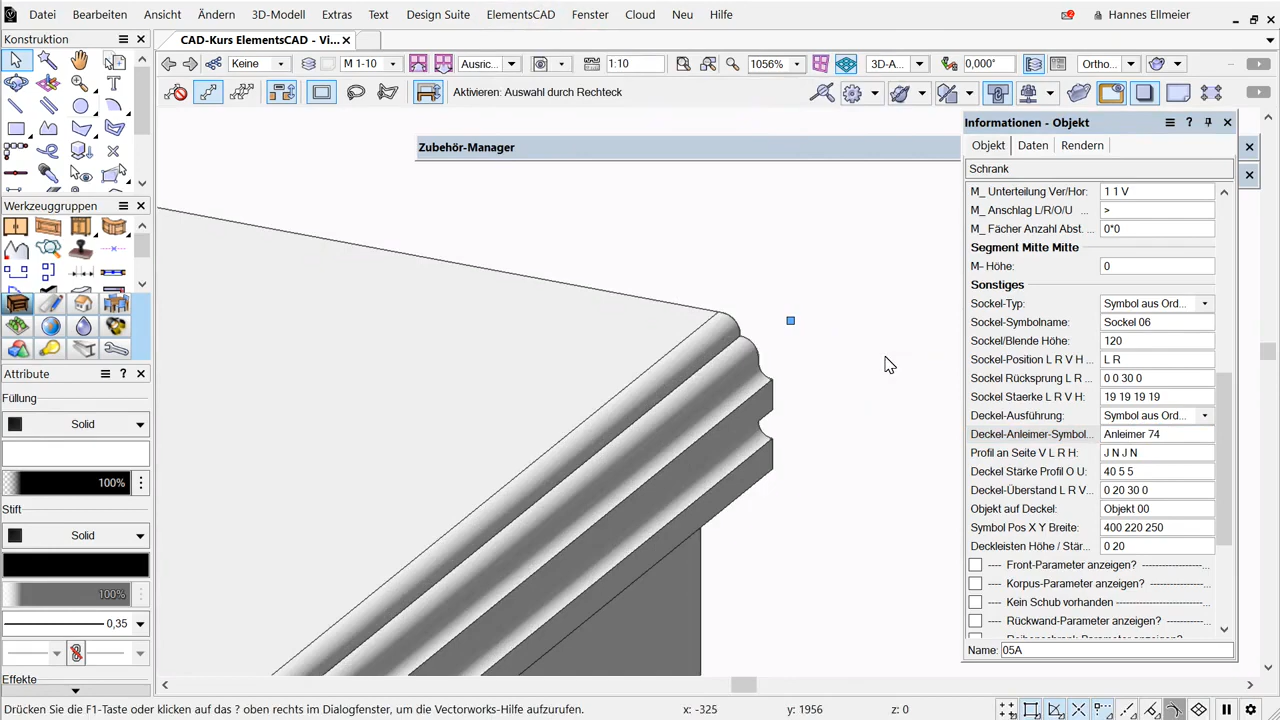 Datei Bearbeiten Ansicht Ändern 3D-Modell Extras Text Design Suite ElementsCAD Fenster Cloud Neu Hilfe Hannes Ellmeier
Konstruktion
CAD-Kurs ElementsCAD - Vi...
Keine M 1-10 Ausric... 1:10 1056% 3D-A... 0,000° Ortho...
Aktivieren: Auswahl durch Rechteck
Zubehör-Manager
Informationen - Objekt
Objekt Daten Rendern
Schrank
M_ Unterteilung Ver/Hor: 1 1 V
M_ Anschlag L/R/O/U >
M_ Fächer Anzahl Abst. ... 0*0
Segment Mitte Mitte
M- Höhe: 0
Sonstiges
Sockel-Typ: Symbol aus Ord...
Sockel-Symbolname: Sockel 06
Sockel/Blende Höhe: 120
Sockel-Position L R V H ... L R
Sockel Rücksprung L R ... 0 0 30 0
Sockel Staerke L R V H: 19 19 19 19
Deckel-Ausführung: Symbol aus Ord...
Deckel-Anleimer-Symbol... Anleimer 74
Profil an Seite V L R H: J N J N
Deckel Stärke Profil O U: 40 5 5
Deckel-Überstand L R V... 0 20 30 0
Objekt auf Deckel: Objekt 00
Symbol Pos X Y Breite: 400 220 250
Deckleisten Höhe / Stär... 0 20
---- Front-Parameter anzeigen? ----------------
---- Korpus-Parameter anzeigen? ---------------
---- Kein Schub vorhanden --------------------
---- Rückwand-Parameter anzeigen? ---------
Name: 05A
Werkzeuggruppen
Attribute
Füllung
Solid
100%
Stift
Solid
100%
0,35
Effekte
Drücken Sie die F1-Taste oder klicken auf das ? oben rechts im Dialogfenster, um die Vectorworks-Hilfe aufzurufen. x: -325 y: 1956 z: 0